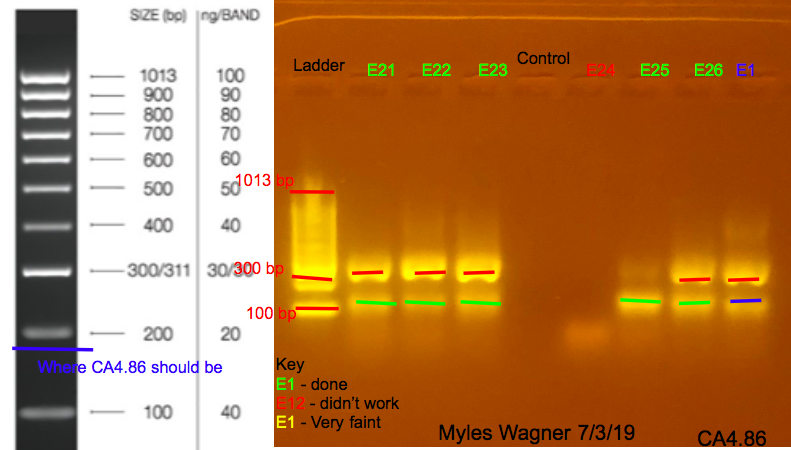 SIZE (bp) ng/BAND
1013 100
900 90
800 80
700 70
600 60
500 50
400 40
300/311 30/
200 20
100 40
Where CA4.86 should be
Ladder E21 E22 E23 Control E24 E25 E26 E1
1013 bp
300 bp
100 bp
Key
E1 - done
E12 - didn't work
E1 - Very faint
Myles Wagner 7/3/19
CA4.86